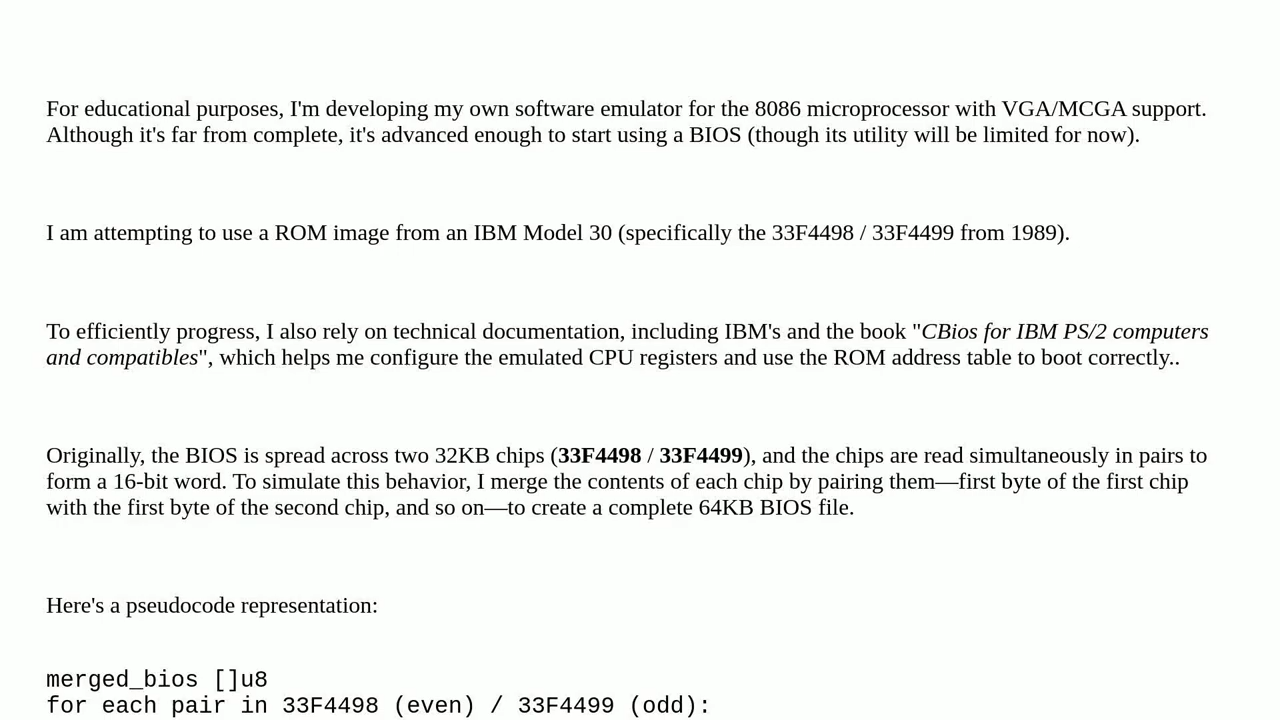 For educational purposes, I'm developing my own software emulator for the 8086 microprocessor with VGA/MCGA support.
Although it's far from complete, it's advanced enough to start using a BIOS (though its utility will be limited for now).
I am attempting to use a ROM image from an IBM Model 30 (specifically the 33F4498 / 33F4499 from 1989).
To efficiently progress, I also rely on technical documentation, including IBM's and the book "CBios for IBM PS/2 computers
and compatibles", which helps me configure the emulated CPU registers and use the ROM address table to boot correctly..
Originally, the BIOS is spread across two 32KB chips (33F4498 / 33F4499), and the chips are read simultaneously in pairs to
form a 16-bit word. To simulate this behavior, I merge the contents of each chip by pairing them—first byte of the first chip
with the first byte of the second chip, and so on—to create a complete 64KB BIOS file.
Here's a pseudocode representation:
merged_bios []u8
for each pair in 33F4498 (even) / 33F4499 (odd):